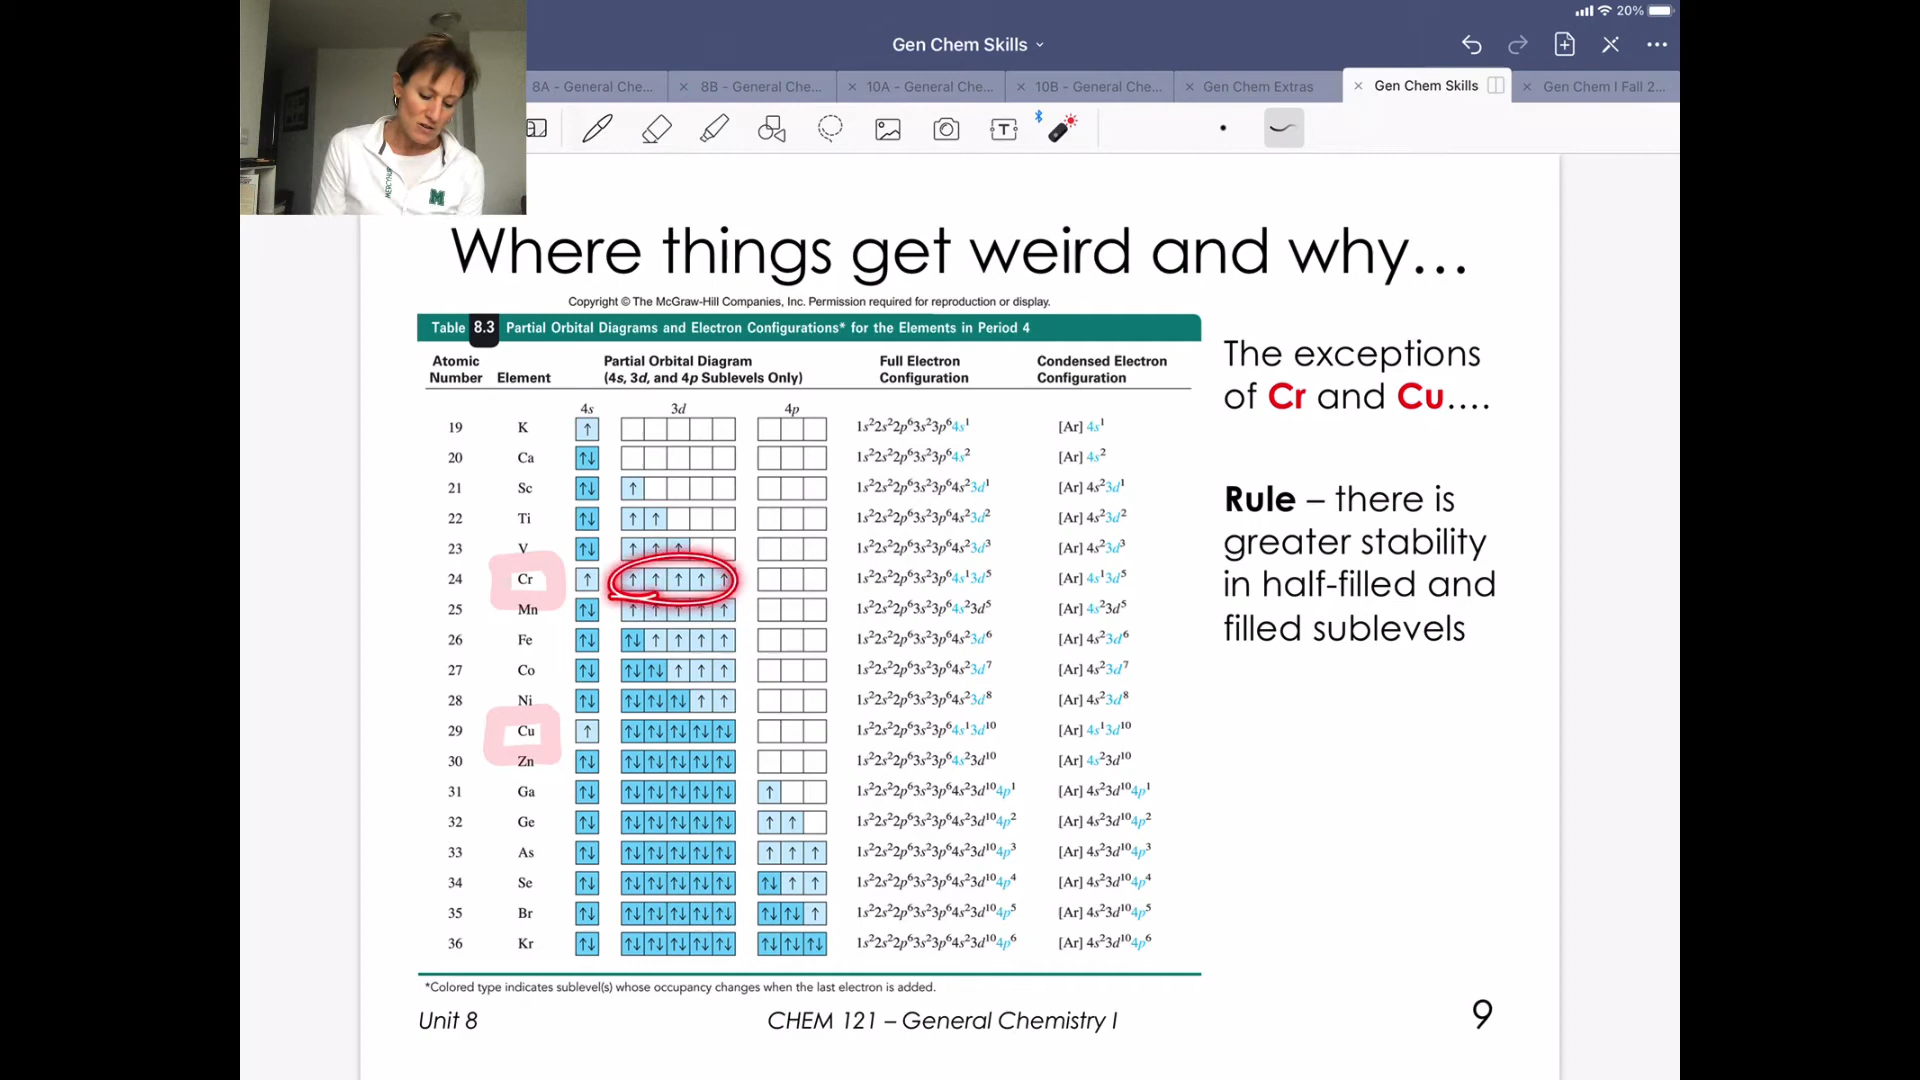 20%
Gen Chem Skills
8A - General Che...
8B - General Che...
10A - General Che...
10B - General Che...
Gen Chem Extras
Gen Chem Skills
Gen Chem I Fall 2...
T
M
Where things get weird and why...
Copyright © The McGraw-Hill Companies, Inc. Permission required for reproduction or display.
Table 8.3 Partial Orbital Diagrams and Electron Configurations* for the Elements in Period 4
Atomic Number Element Partial Orbital Diagram (4s, 3d, and 4p Sublevels Only) Full Electron Configuration Condensed Electron Configuration
4s 3d 4p
19 K ↑ 1s²2s²2p⁶3s²3p⁶4s¹ [Ar] 4s¹
20 Ca ↑↓ 1s²2s²2p⁶3s²3p⁶4s² [Ar] 4s²
21 Sc ↑↓ ↑ 1s²2s²2p⁶3s²3p⁶4s²3d¹ [Ar] 4s²3d¹
22 Ti ↑↓ ↑ ↑ 1s²2s²2p⁶3s²3p⁶4s²3d² [Ar] 4s²3d²
23 V ↑↓ ↑ ↑ ↑ 1s²2s²2p⁶3s²3p⁶4s²3d³ [Ar] 4s²3d³
24 Cr ↑ ↑ ↑ ↑ ↑ ↑ 1s²2s²2p⁶3s²3p⁶4s¹3d⁵ [Ar] 4s¹3d⁵
25 Mn ↑↓ ↑ ↑ ↑ ↑ ↑ 1s²2s²2p⁶3s²3p⁶4s²3d⁵ [Ar] 4s²3d⁵
26 Fe ↑↓ ↑↓ ↑ ↑ ↑ ↑ 1s²2s²2p⁶3s²3p⁶4s²3d⁶ [Ar] 4s²3d⁶
27 Co ↑↓ ↑↓ ↑↓ ↑ ↑ ↑ 1s²2s²2p⁶3s²3p⁶4s²3d⁷ [Ar] 4s²3d⁷
28 Ni ↑↓ ↑↓ ↑↓ ↑↓ ↑ ↑ 1s²2s²2p⁶3s²3p⁶4s²3d⁸ [Ar] 4s²3d⁸
29 Cu ↑ ↑↓ ↑↓ ↑↓ ↑↓ ↑↓ 1s²2s²2p⁶3s²3p⁶4s¹3d¹⁰ [Ar] 4s¹3d¹⁰
30 Zn ↑↓ ↑↓ ↑↓ ↑↓ ↑↓ ↑↓ 1s²2s²2p⁶3s²3p⁶4s²3d¹⁰ [Ar] 4s²3d¹⁰
31 Ga ↑↓ ↑↓ ↑↓ ↑↓ ↑↓ ↑↓ ↑ 1s²2s²2p⁶3s²3p⁶4s²3d¹⁰4p¹ [Ar] 4s²3d¹⁰4p¹
32 Ge ↑↓ ↑↓ ↑↓ ↑↓ ↑↓ ↑↓ ↑ ↑ 1s²2s²2p⁶3s²3p⁶4s²3d¹⁰4p² [Ar] 4s²3d¹⁰4p²
33 As ↑↓ ↑↓ ↑↓ ↑↓ ↑↓ ↑↓ ↑ ↑ ↑ 1s²2s²2p⁶3s²3p⁶4s²3d¹⁰4p³ [Ar] 4s²3d¹⁰4p³
34 Se ↑↓ ↑↓ ↑↓ ↑↓ ↑↓ ↑↓ ↑↓ ↑ ↑ 1s²2s²2p⁶3s²3p⁶4s²3d¹⁰4p⁴ [Ar] 4s²3d¹⁰4p⁴
35 Br ↑↓ ↑↓ ↑↓ ↑↓ ↑↓ ↑↓ ↑↓ ↑↓ ↑ 1s²2s²2p⁶3s²3p⁶4s²3d¹⁰4p⁵ [Ar] 4s²3d¹⁰4p⁵
36 Kr ↑↓ ↑↓ ↑↓ ↑↓ ↑↓ ↑↓ ↑↓ ↑↓ ↑↓ 1s²2s²2p⁶3s²3p⁶4s²3d¹⁰4p⁶ [Ar] 4s²3d¹⁰4p⁶
*Colored type indicates sublevel(s) whose occupancy changes when the last electron is added.
The exceptions
of Cr and Cu....
Rule – there is
greater stability
in half-filled and
filled sublevels
Unit 8
CHEM 121 – General Chemistry I
9